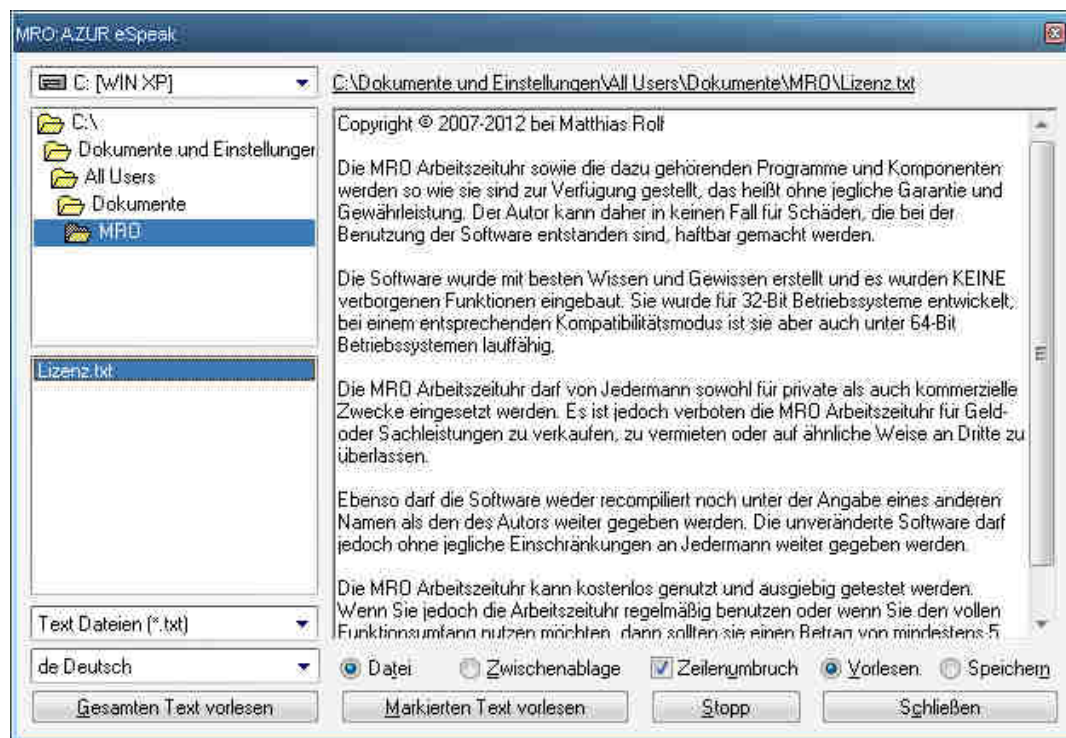 MRO:AZUR eSpeak
C: [WIN XP]
C:\Dokumente und Einstellungen\All Users\Dokumente\MRO\Lizenz.txt
C:\
Dokumente und Einstellunger
All Users
Dokumente
MRO
Lizenz.txt
Text Dateien (*.txt)
de Deutsch
Copyright © 2007-2012 bei Matthias Rolf
Die MRO Arbeitszeituhr sowie die dazu gehörenden Programme und Komponenten
werden so wie sie sind zur Verfügung gestellt, das heißt ohne jegliche Garantie und
Gewährleistung. Der Autor kann daher in keinen Fall für Schäden, die bei der
Benutzung der Software entstanden sind, haftbar gemacht werden.
Die Software wurde mit besten Wissen und Gewissen erstellt und es wurden KEINE
verborgenen Funktionen eingebaut. Sie wurde für 32-Bit Betriebssysteme entwickelt,
bei einem entsprechenden Kompatibilitätsmodus ist sie aber auch unter 64-Bit
Betriebssystemen lauffähig.
Die MRO Arbeitszeituhr darf von Jedermann sowohl für private als auch kommerzielle
Zwecke eingesetzt werden. Es ist jedoch verboten die MRO Arbeitszeituhr für Geld-
oder Sachleistungen zu verkaufen, zu vermieten oder auf ähnliche Weise an Dritte zu
überlassen.
Ebenso darf die Software weder recompiliert noch unter der Angabe eines anderen
Namen als den des Autors weiter gegeben werden. Die unveränderte Software darf
jedoch ohne jegliche Einschränkungen an Jedermann weiter gegeben werden.
Die MRO Arbeitszeituhr kann kostenlos genutzt und ausgiebig getestet werden.
Wenn Sie jedoch die Arbeitszeituhr regelmäßig benutzen oder wenn Sie den vollen
Funktionsumfang nutzen möchten, dann sollten sie einen Betrag von mindestens 5
Datei Zwischenablage Zeilenumbruch Vorlesen Speichern
Gesamten Text vorlesen Markierten Text vorlesen Stopp Schließen